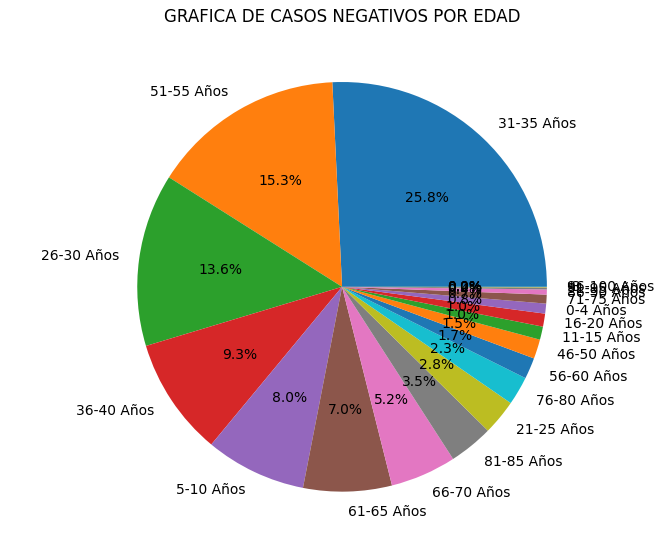 GRAFICA DE CASOS NEGATIVOS POR EDAD
31-35 Años
25.8%
51-55 Años
15.3%
26-30 Años
13.6%
36-40 Años
9.3%
5-10 Años
8.0%
61-65 Años
7.0%
66-70 Años
5.2%
81-85 Años
3.5%
21-25 Años
2.8%
76-80 Años
2.3%
56-60 Años
1.7%
46-50 Años
1.5%
11-15 Años
1.0%
16-20 Años
1.0%
0-4 Años
71-75 Años